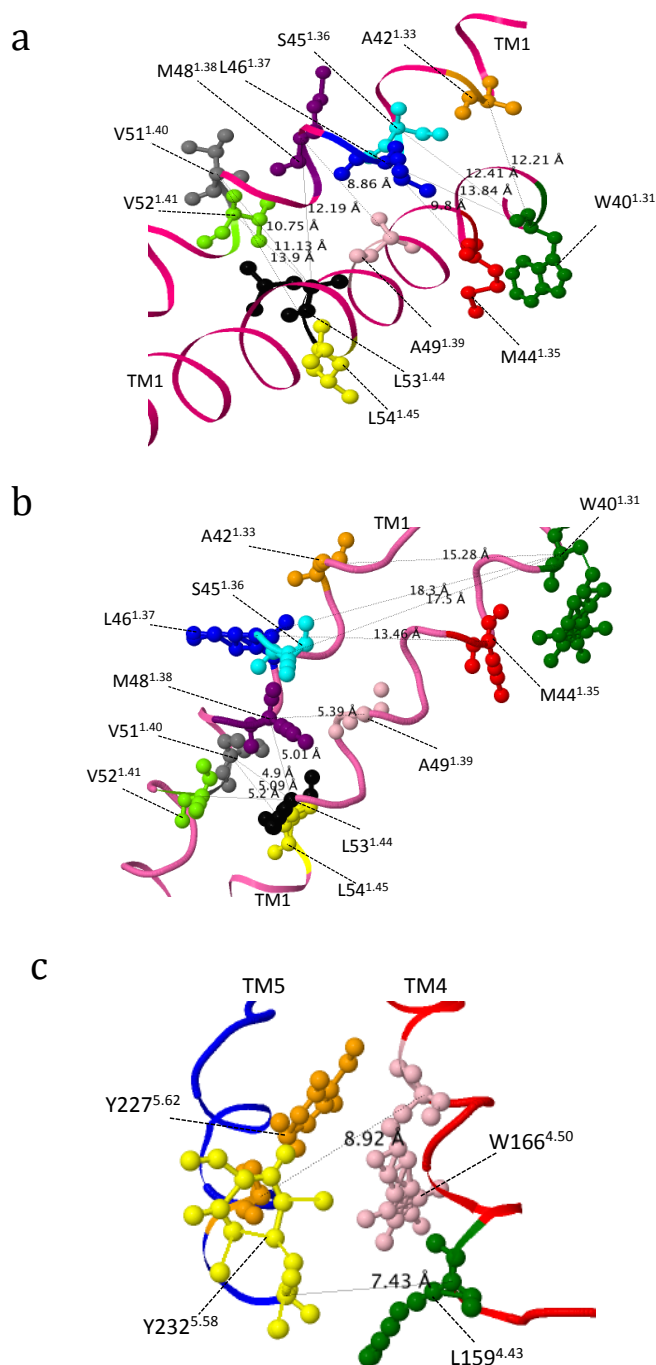 a
S45^1.36
A42^1.33
TM1
M48^1.38 L46^1.37
V51^1.40
12.21 Å
12.41 Å
8.86 Å
13.84 Å
W40^1.31
V52^1.41
12.19 Å
9.8 Å
10.75 Å
11.13 Å
13.9 Å
A49^1.39
M44^1.35
TM1
L53^1.44
L54^1.45
b
W40^1.31
TM1
A42^1.33
15.28 Å
S45^1.36
18.3 Å
17.5 Å
L46^1.37
13.46 Å
M48^1.38
M44^1.35
5.39 Å
V51^1.40
5.01 Å
A49^1.39
V52^1.41
4.9 Å
5.09 Å
5.2 Å
L53^1.44
L54^1.45
TM1
c
TM5 TM4
Y227^5.62
8.92 Å
W166^4.50
7.43 Å
Y232^5.58
L159^4.43